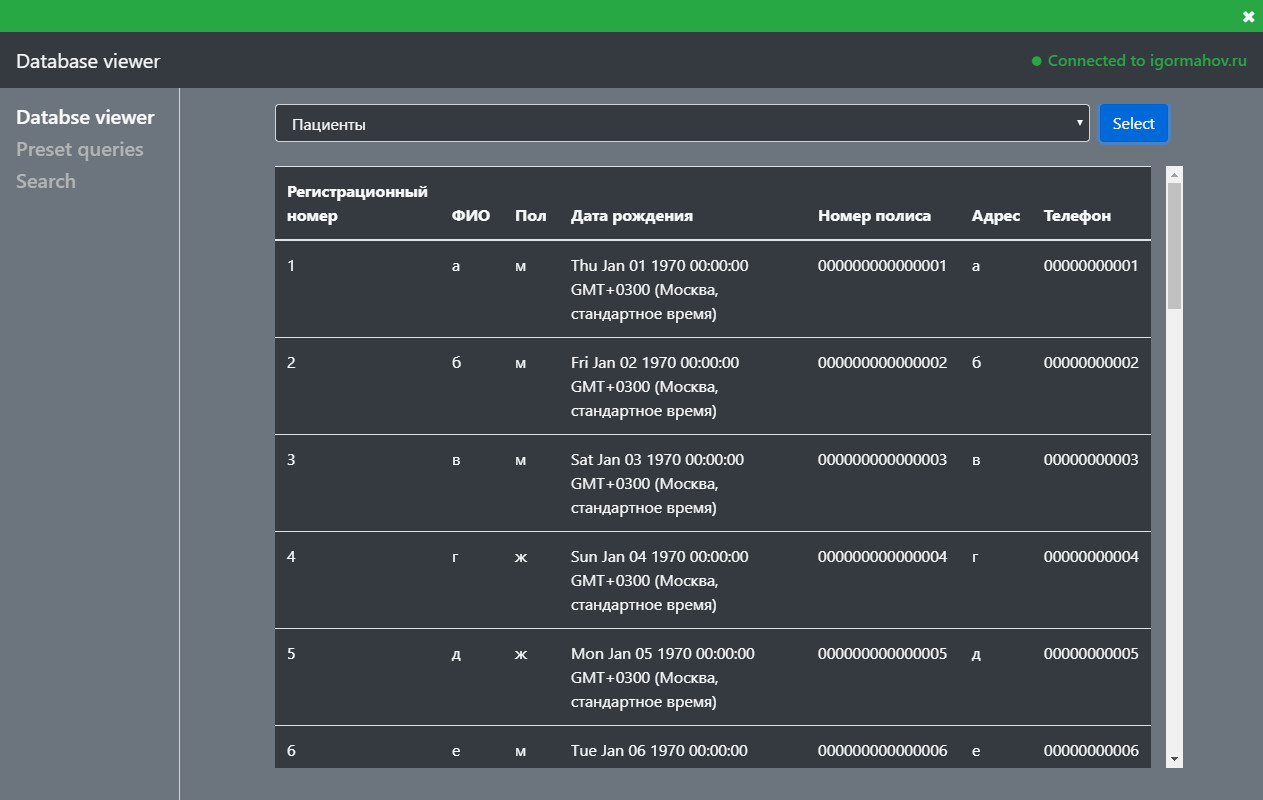 Database viewer
Connected to igormahov.ru
Databse viewer
Preset queries
Search
Пациенты
Select
Регистрационный
номер ФИО Пол Дата рождения Номер полиса Адрес Телефон
1 а м Thu Jan 01 1970 00:00:00 000000000000001 а 00000000001
GMT+0300 (Москва,
стандартное время)
2 б м Fri Jan 02 1970 00:00:00 000000000000002 б 00000000002
GMT+0300 (Москва,
стандартное время)
3 в м Sat Jan 03 1970 00:00:00 000000000000003 в 00000000003
GMT+0300 (Москва,
стандартное время)
4 г ж Sun Jan 04 1970 00:00:00 000000000000004 г 00000000004
GMT+0300 (Москва,
стандартное время)
5 д ж Mon Jan 05 1970 00:00:00 000000000000005 д 00000000005
GMT+0300 (Москва,
стандартное время)
6 е м Tue Jan 06 1970 00:00:00 000000000000006 е 00000000006